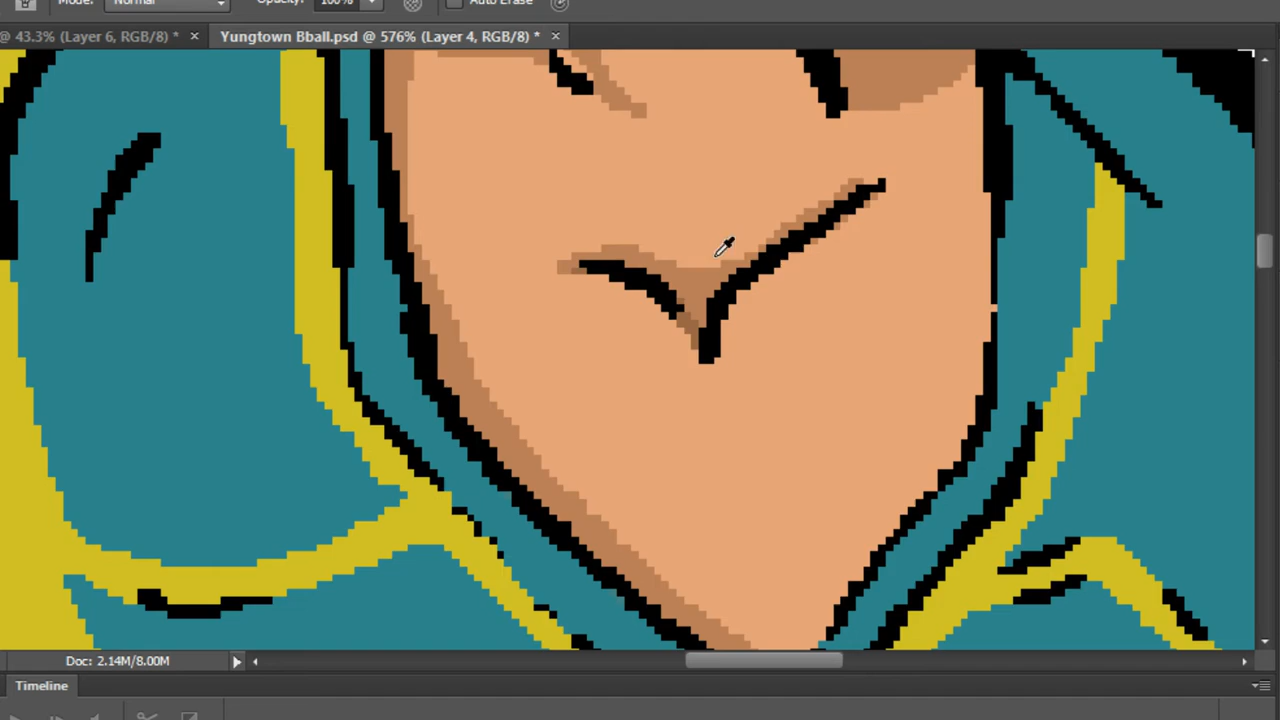 Mode: Normal Opacity: 100% Auto Erase
@ 43.3% (Layer 6, RGB/8) * × Yungtown Bball.psd @ 576% (Layer 4, RGB/8) * ×
Doc: 2.14M/8.00M
Timeline